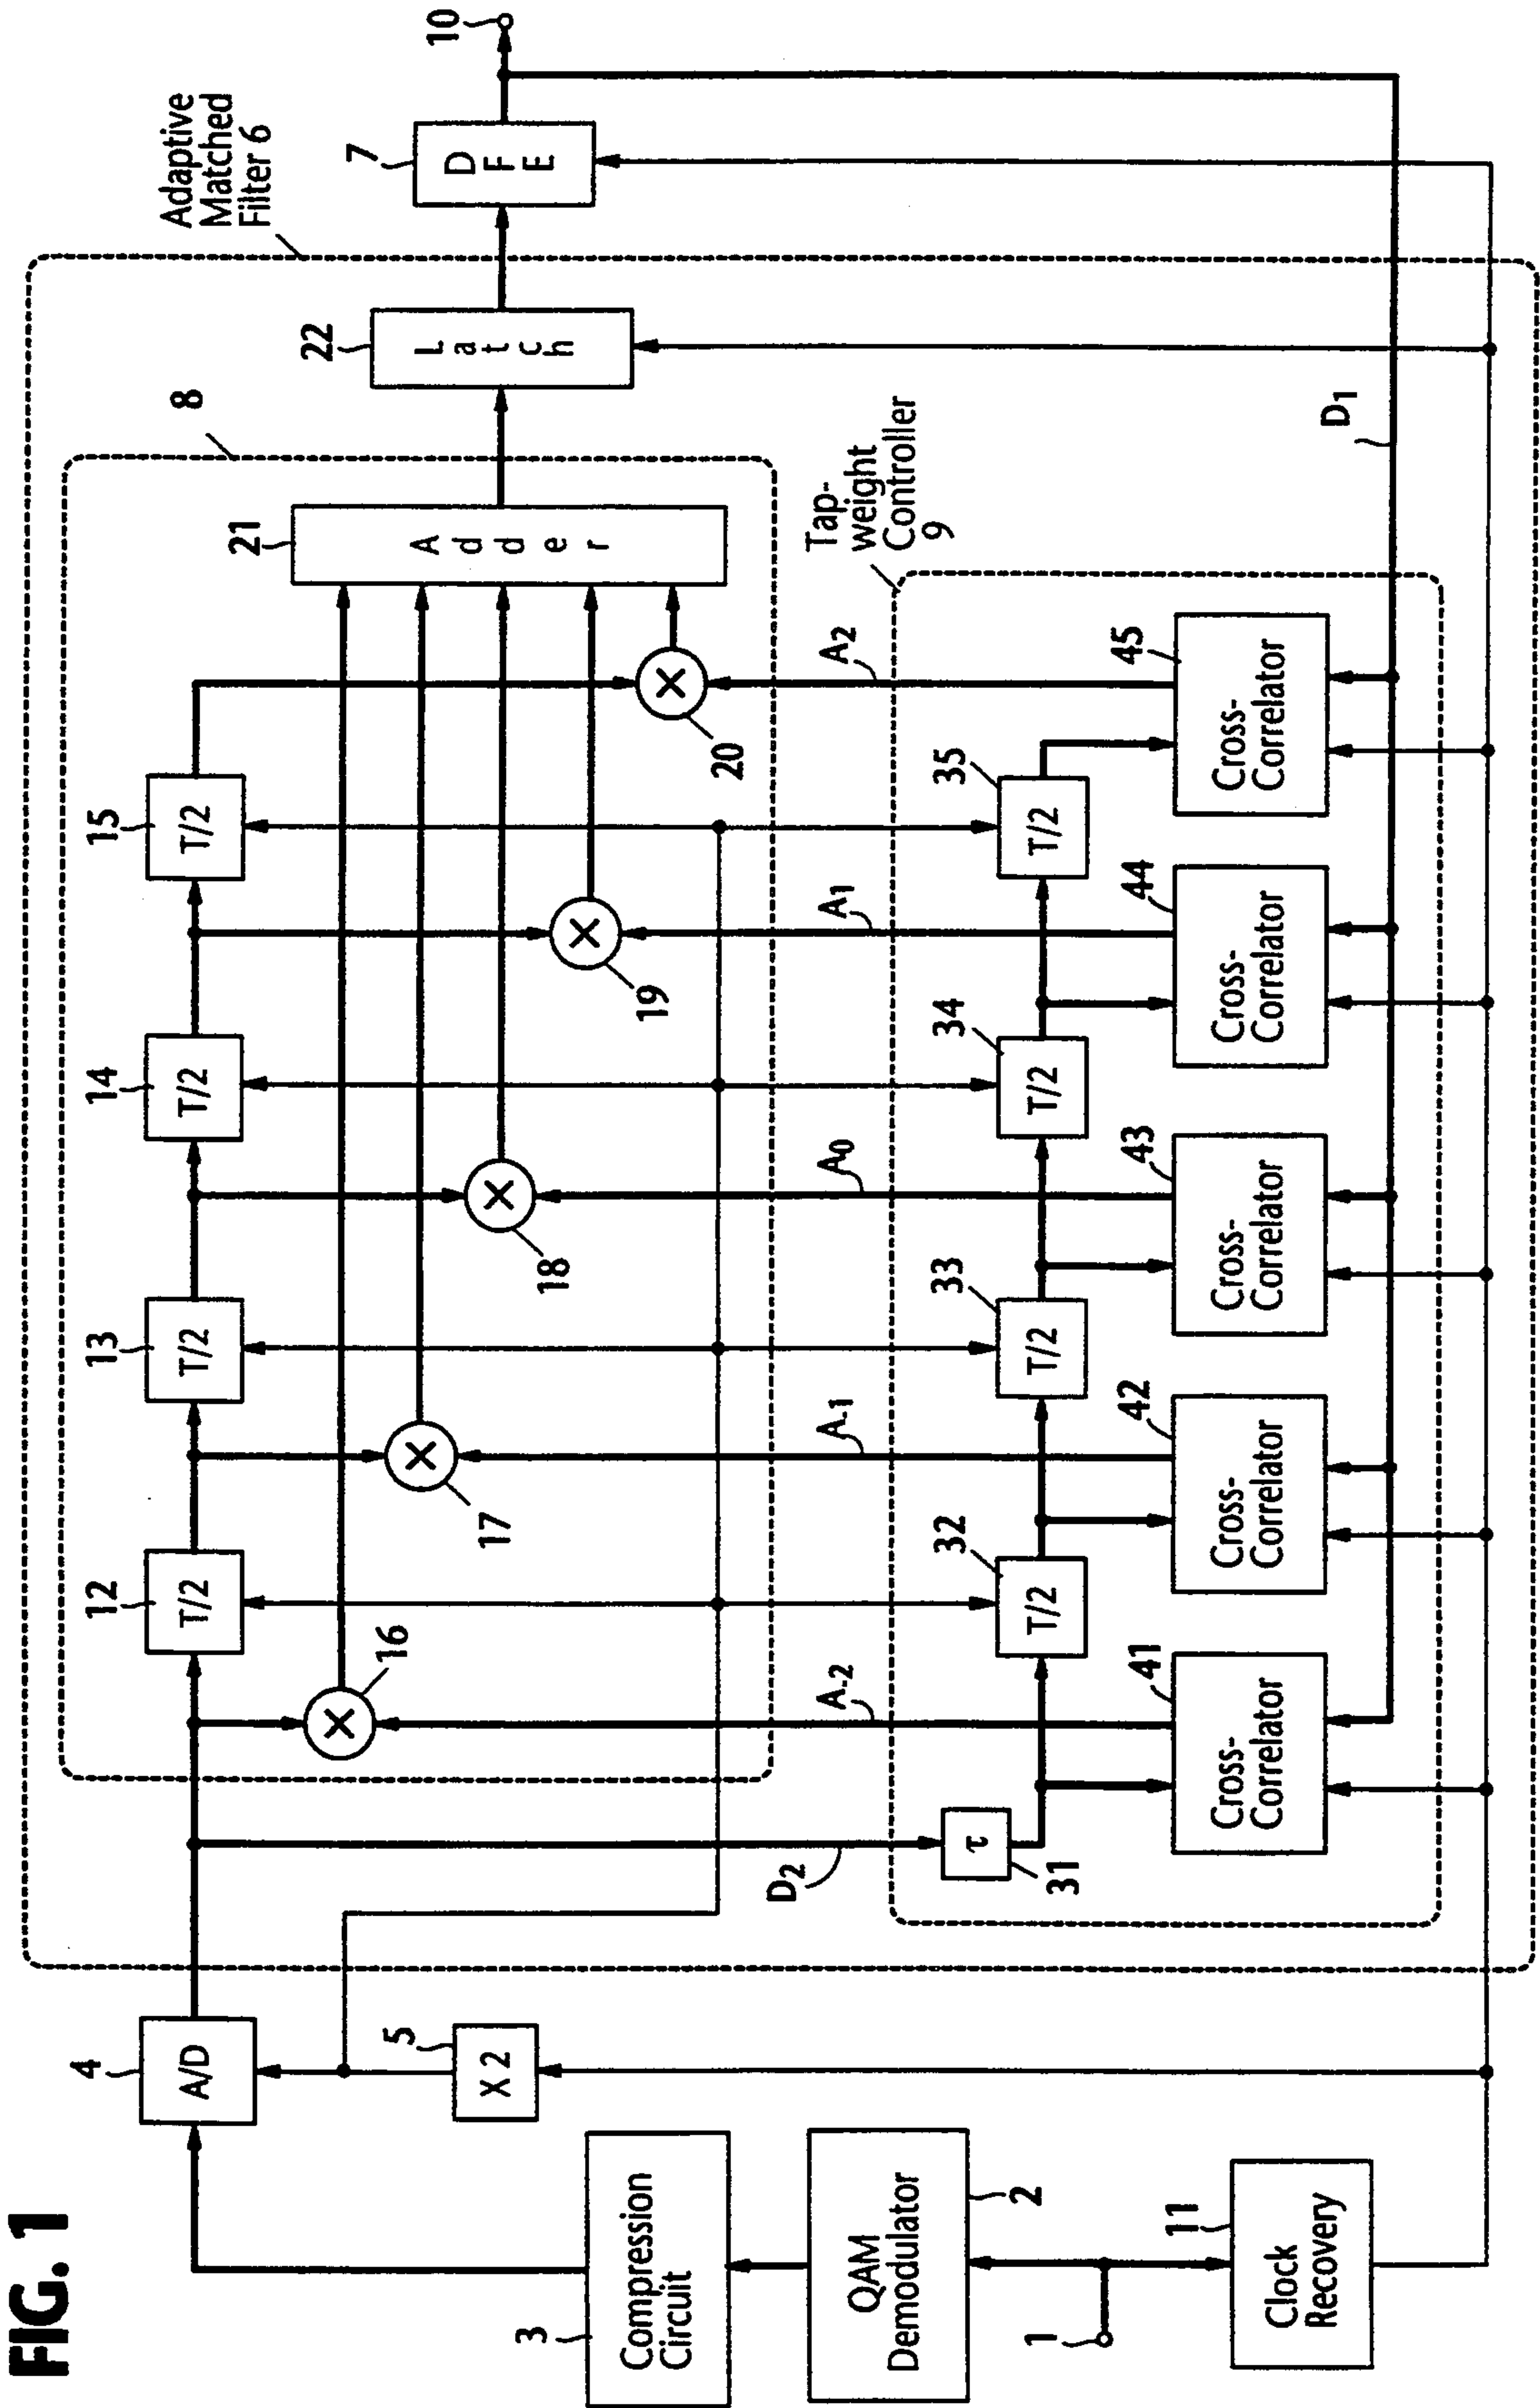 FIG. 1
Adaptive
Matched
Filter 6
10
7
D
F
E
22
L
a
t
c
h
8
21
A
d
d
e
r
12
T/2
13
T/2
14
T/2
15
T/2
16
17
18
19
20
4
A/D
5
X 2
3
Compression
Circuit
QAM
Demodulator
2
1
11
Clock
Recovery
Tap-
weight
Controller
9
D1
D2
A-2
A-1
A0
A1
A2
τ
31
32
T/2
33
T/2
34
T/2
35
T/2
41
Cross-
Correlator
42
Cross-
Correlator
43
Cross-
Correlator
44
Cross-
Correlator
45
Cross-
Correlator